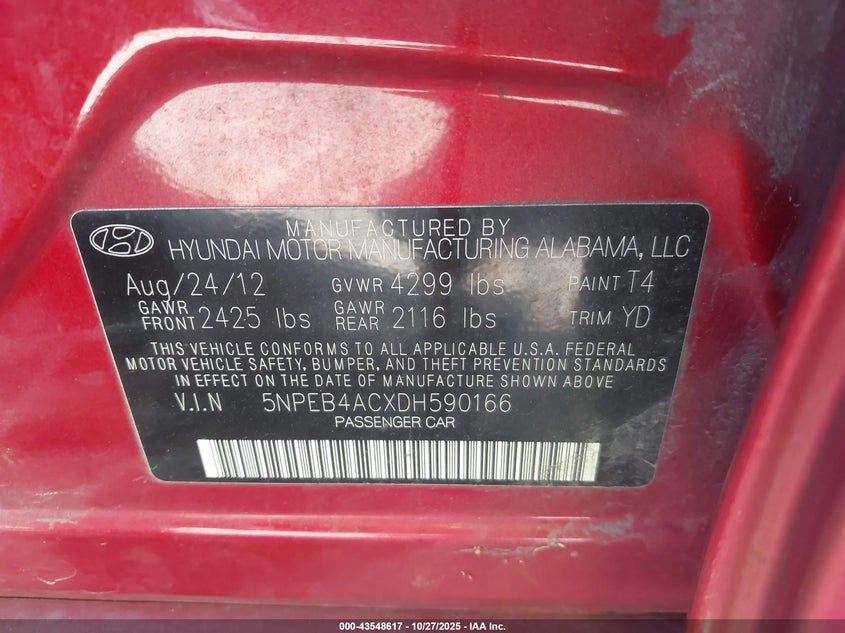 MANUFACTURED BY
HYUNDAI MOTOR MANUFACTURING ALABAMA, LLC
Aug/24/12 GVWR 4299 lbs PAINT T4
GAWR FRONT 2425 lbs GAWR REAR 2116 lbs TRIM YD
THIS VEHICLE CONFORMS TO ALL APPLICABLE U.S.A. FEDERAL
MOTOR VEHICLE SAFETY, BUMPER, AND THEFT PREVENTION STANDARDS
IN EFFECT ON THE DATE OF MANUFACTURE SHOWN ABOVE
V.I.N 5NPEB4ACXDH590166
PASSENGER CAR
000-43548617 - 10/27/2025 - IAA Inc.